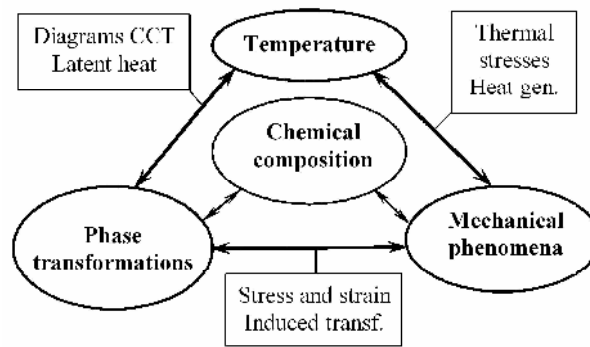 Diagrams CCT
Latent heat
Temperature
Thermal
stresses
Heat gen.
Chemical
composition
Phase
transformations
Mechanical
phenomena
Stress and strain
Induced transf.